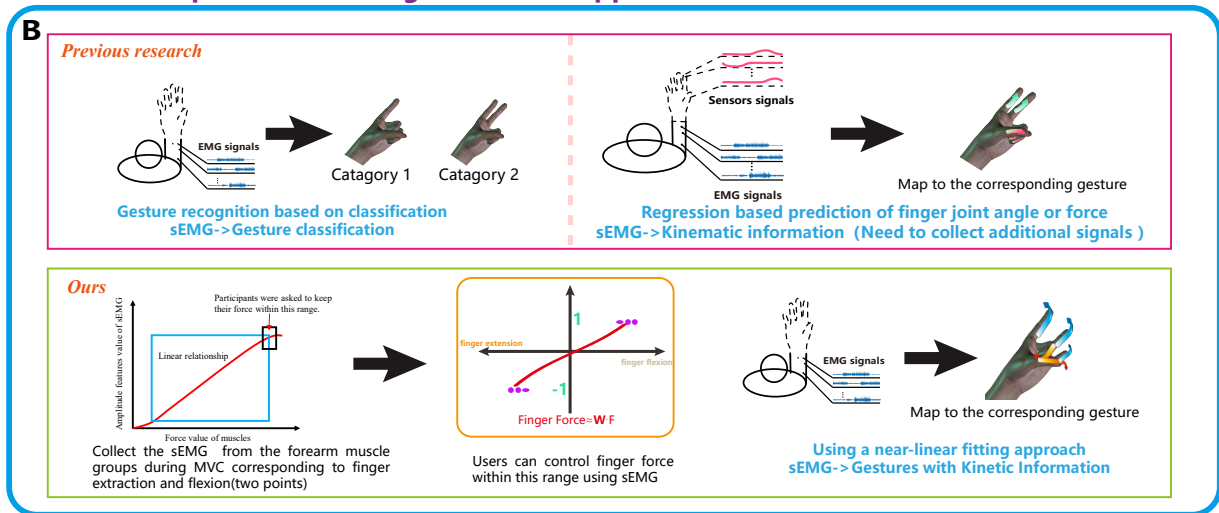 B
Previous research
EMG signals
Catagory 1
Catagory 2
Gesture recognition based on classification
sEMG->Gesture classification
Sensors signals
EMG signals
Map to the corresponding gesture
Regression based prediction of finger joint angle or force
sEMG->Kinematic information (Need to collect additional signals )
Ours
Amplitude features value of sEMG
Participants were asked to keep
their force within this range.
Linear relationship
Force value of muscles
Collect the sEMG from the forearm muscle
groups during MVC corresponding to finger
extraction and flexion(two points)
1
finger extension
finger flexion
-1
Finger Force≈W·F
Users can control finger force
within this range using sEMG
EMG signals
Map to the corresponding gesture
Using a near-linear fitting approach
sEMG->Gestures with Kinetic Information